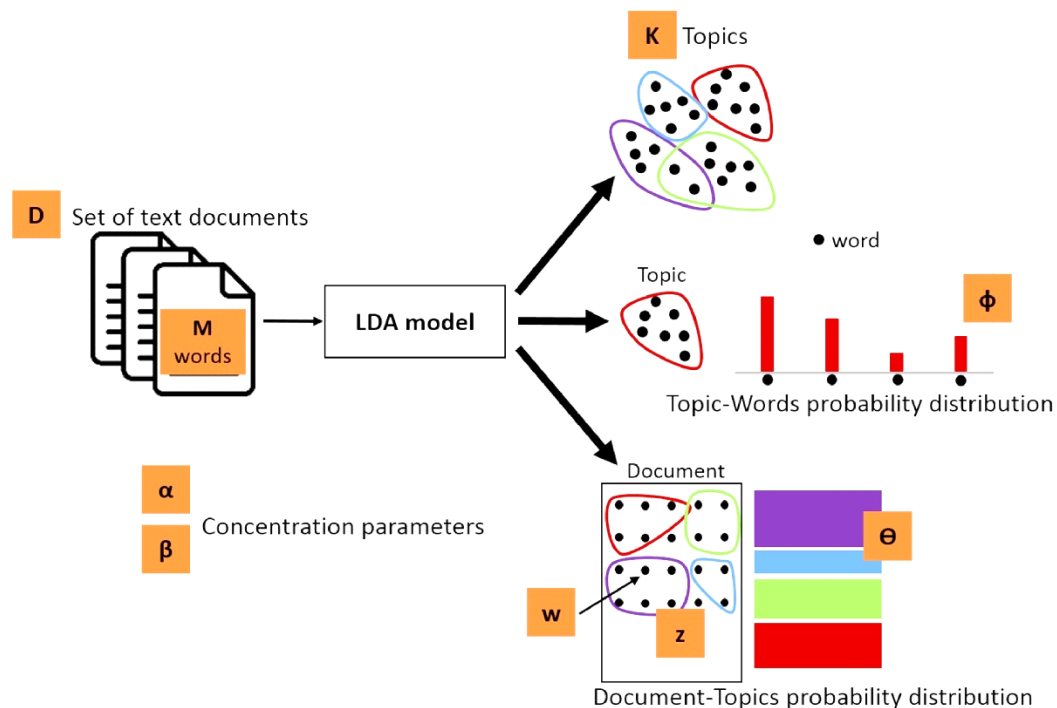 K Topics
D Set of text documents
M
words
LDA model
word
Topic
ϕ
Topic-Words probability distribution
α
β
Concentration parameters
Document
Θ
w
z
Document-Topics probability distribution